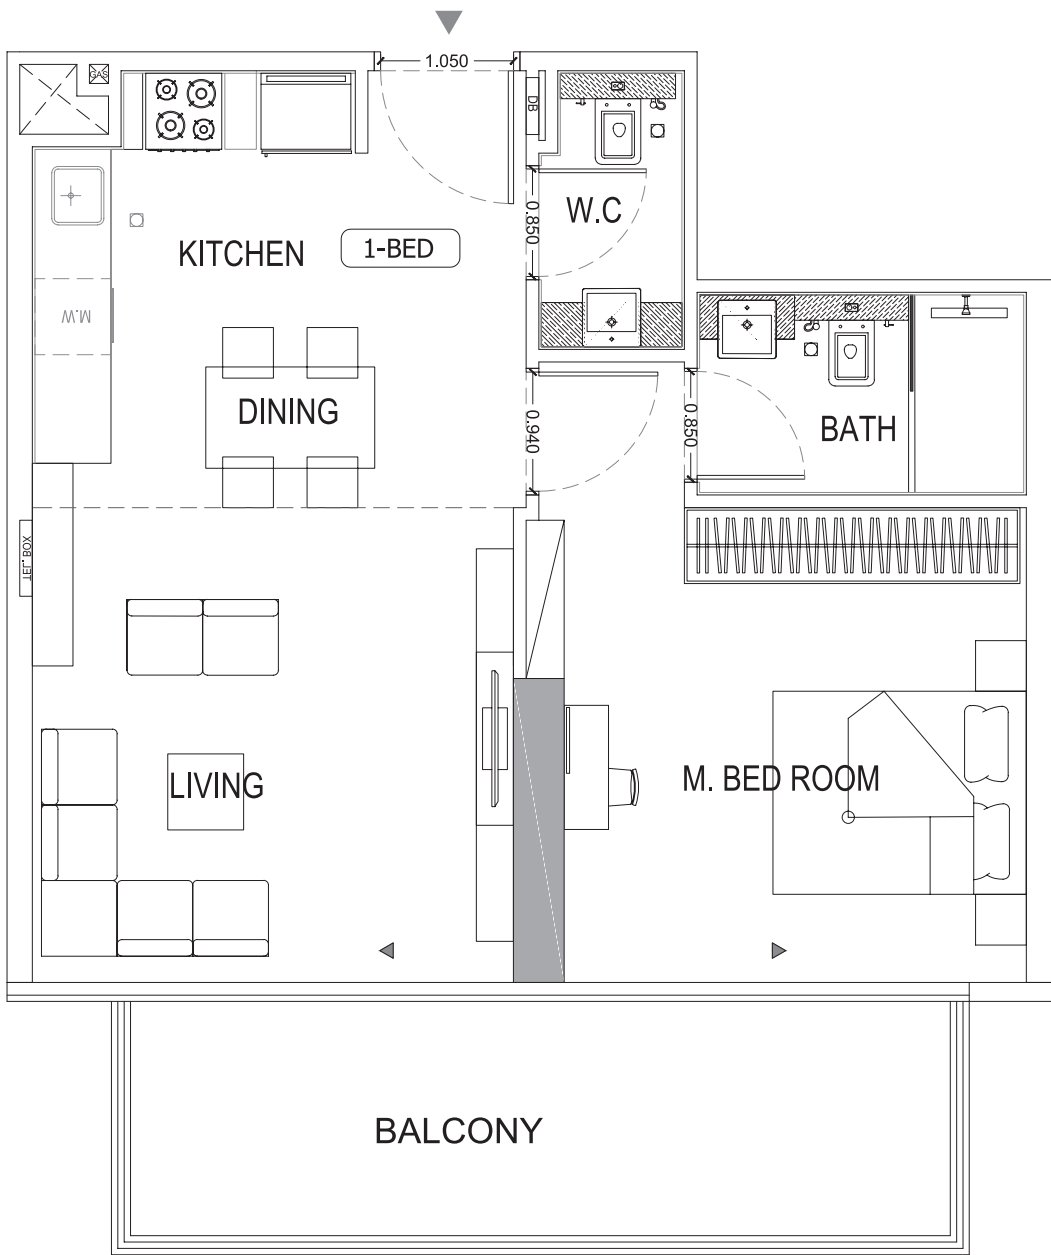 1.050
GAS
DB
W.C
0.850
KITCHEN
1-BED
M.W
DINING
0.940
0.850
BATH
TEL. BOX
LIVING
M. BED ROOM
BALCONY